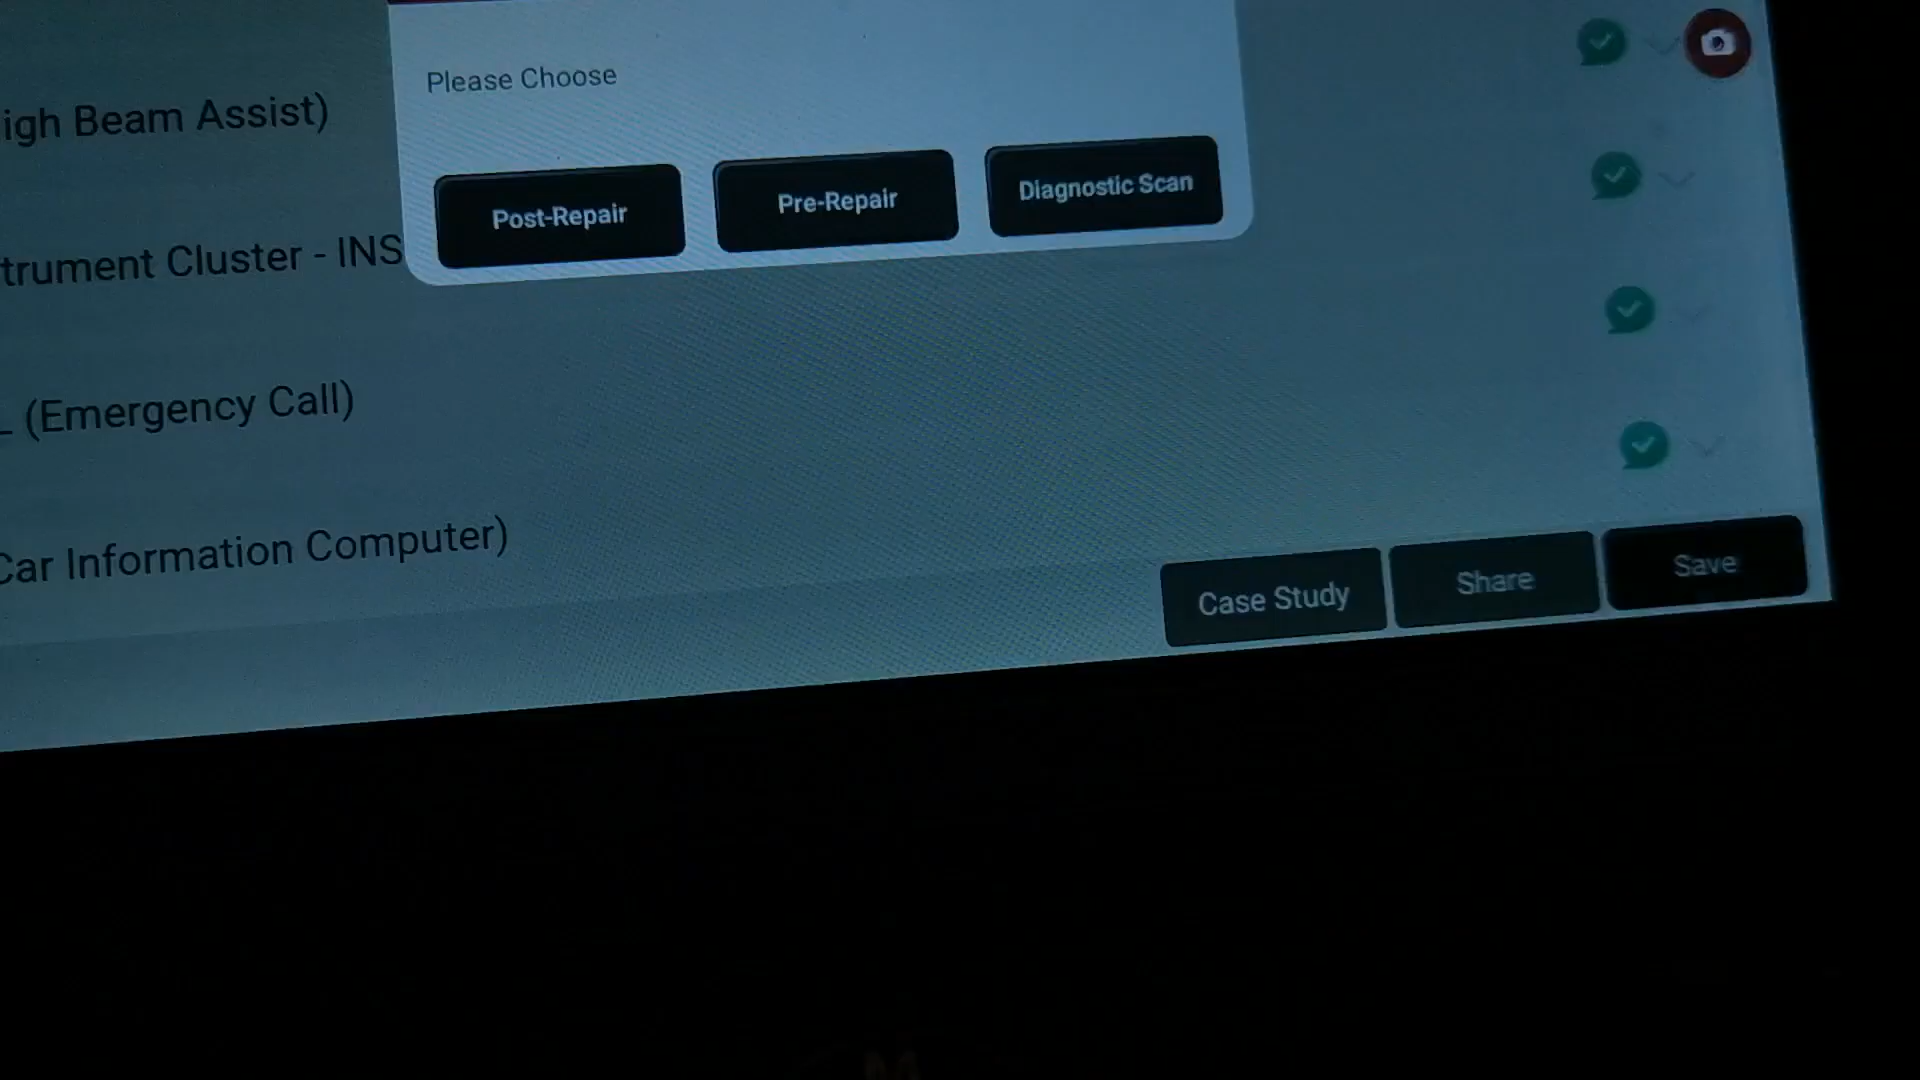 Please Choose
igh Beam Assist)
Post-Repair
Pre-Repair
Diagnostic Scan
trument Cluster - INS
(Emergency Call)
Car Information Computer)
Case Study
Share
Save